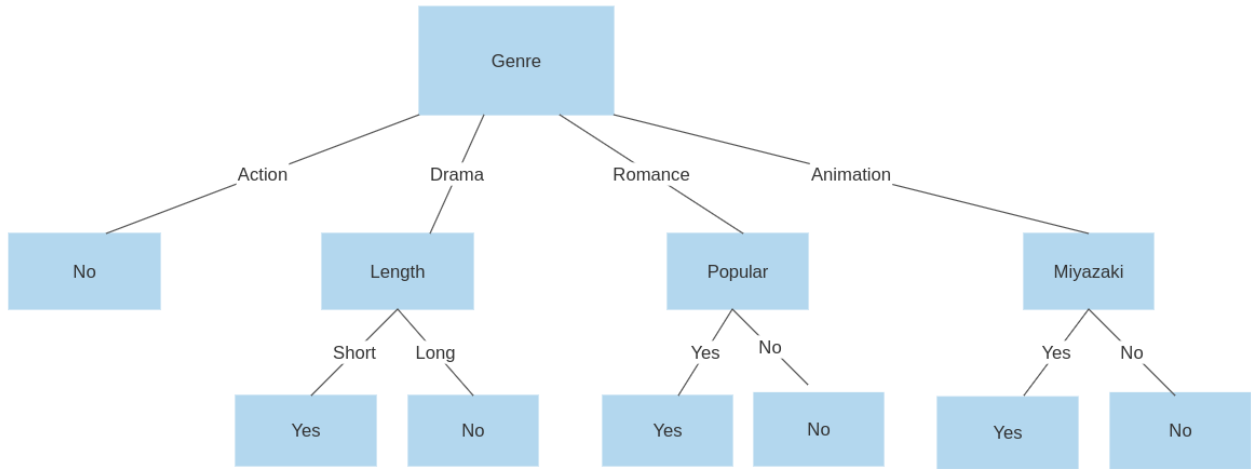 Genre
Action
Drama
Romance
Animation
No
Length
Popular
Miyazaki
Short
Long
Yes
No
Yes
No
Yes
No
Yes
No
Yes
No